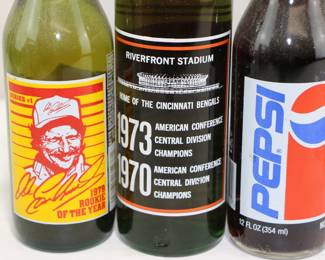 SERIES #1
1979
ROOKIE
OF THE YEAR
RIVERFRONT STADIUM
HOME OF THE CINCINNATI BENGALS
1973 AMERICAN CONFERENCE
CENTRAL DIVISION
CHAMPIONS
1970 AMERICAN CONFERENCE
CENTRAL DIVISION
CHAMPIONS
PEPSI
12 FL OZ (354 ml)